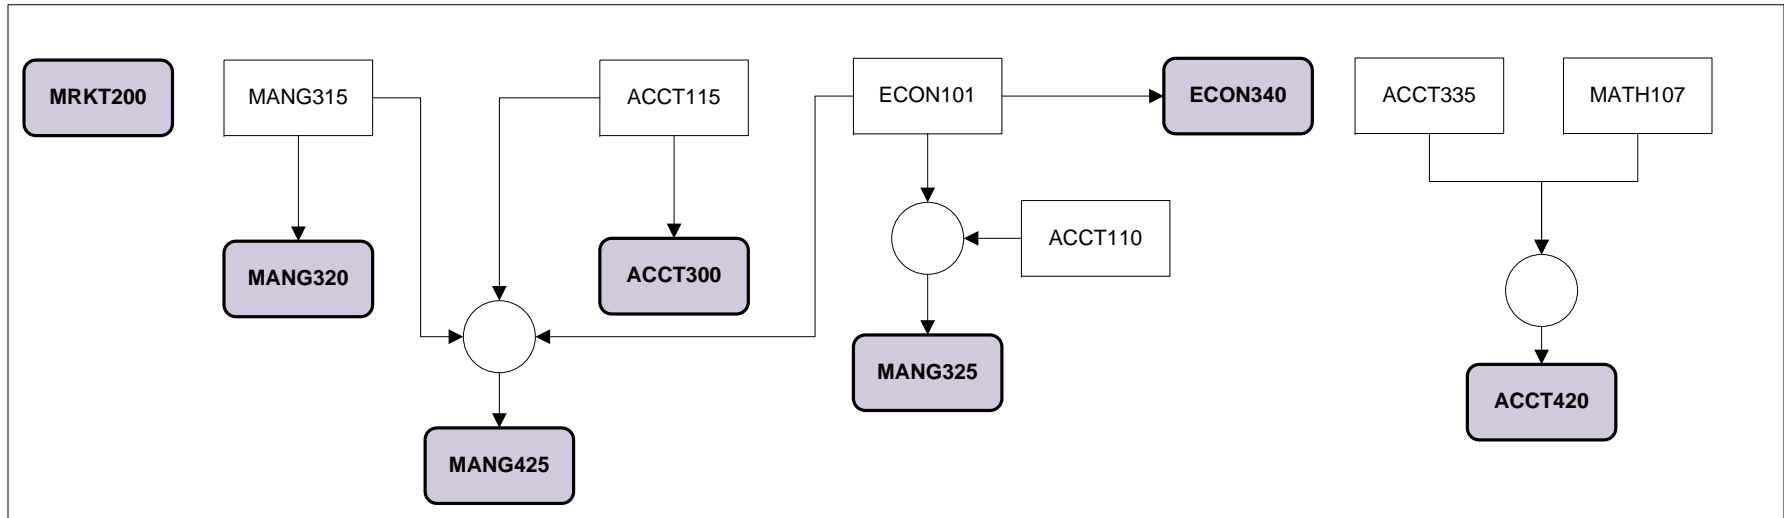 MRKT200
MANG315
ACCT115
ECON101
ECON340
ACCT335
MATH107
ACCT110
MANG320
ACCT300
MANG325
ACCT420
MANG425